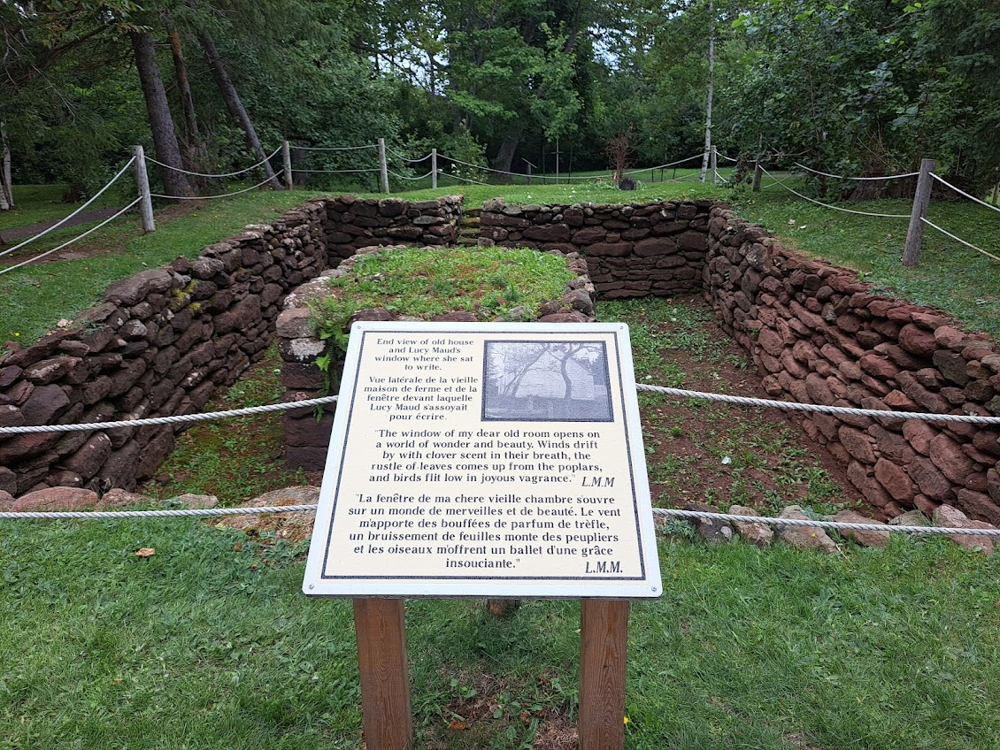 End view of old house
and Lucy Maud's
window where she sat
to write.
Vue latérale de la vieille
maison de ferme et de la
fenêtre devant laquelle
Lucy Maud s'assoyait
pour écrire.
"The window of my dear old room opens on
a world of wonder and beauty. Winds drift
by with clover scent in their breath, the
rustle of leaves comes up from the poplars,
and birds flit low in joyous vagrance." L.M.M
"La fenêtre de ma chere vieille chambre s'ouvre
sur un monde de merveilles et de beauté. Le vent
m'apporte des bouffées de parfum de trèfle,
un bruissement de feuilles monte des peupliers
et les oiseaux m'offrent un ballet d'une grâce
insouciante." L.M.M.